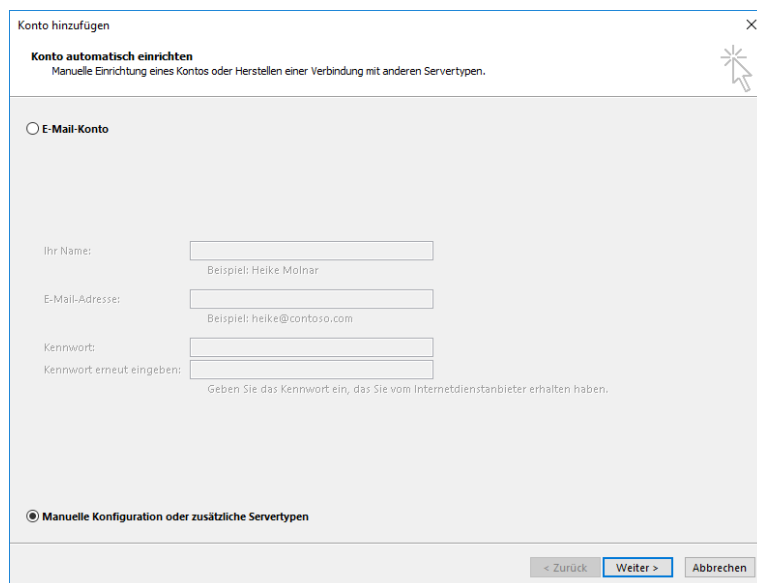 Konto hinzufügen
Konto automatisch einrichten
Manuelle Einrichtung eines Kontos oder Herstellen einer Verbindung mit anderen Servertypen.
E-Mail-Konto
Ihr Name:
Beispiel: Heike Molnar
E-Mail-Adresse:
Beispiel: heike@contoso.com
Kennwort:
Kennwort erneut eingeben:
Geben Sie das Kennwort ein, das Sie vom Internetdienstanbieter erhalten haben.
Manuelle Konfiguration oder zusätzliche Servertypen
< Zurück Weiter > Abbrechen